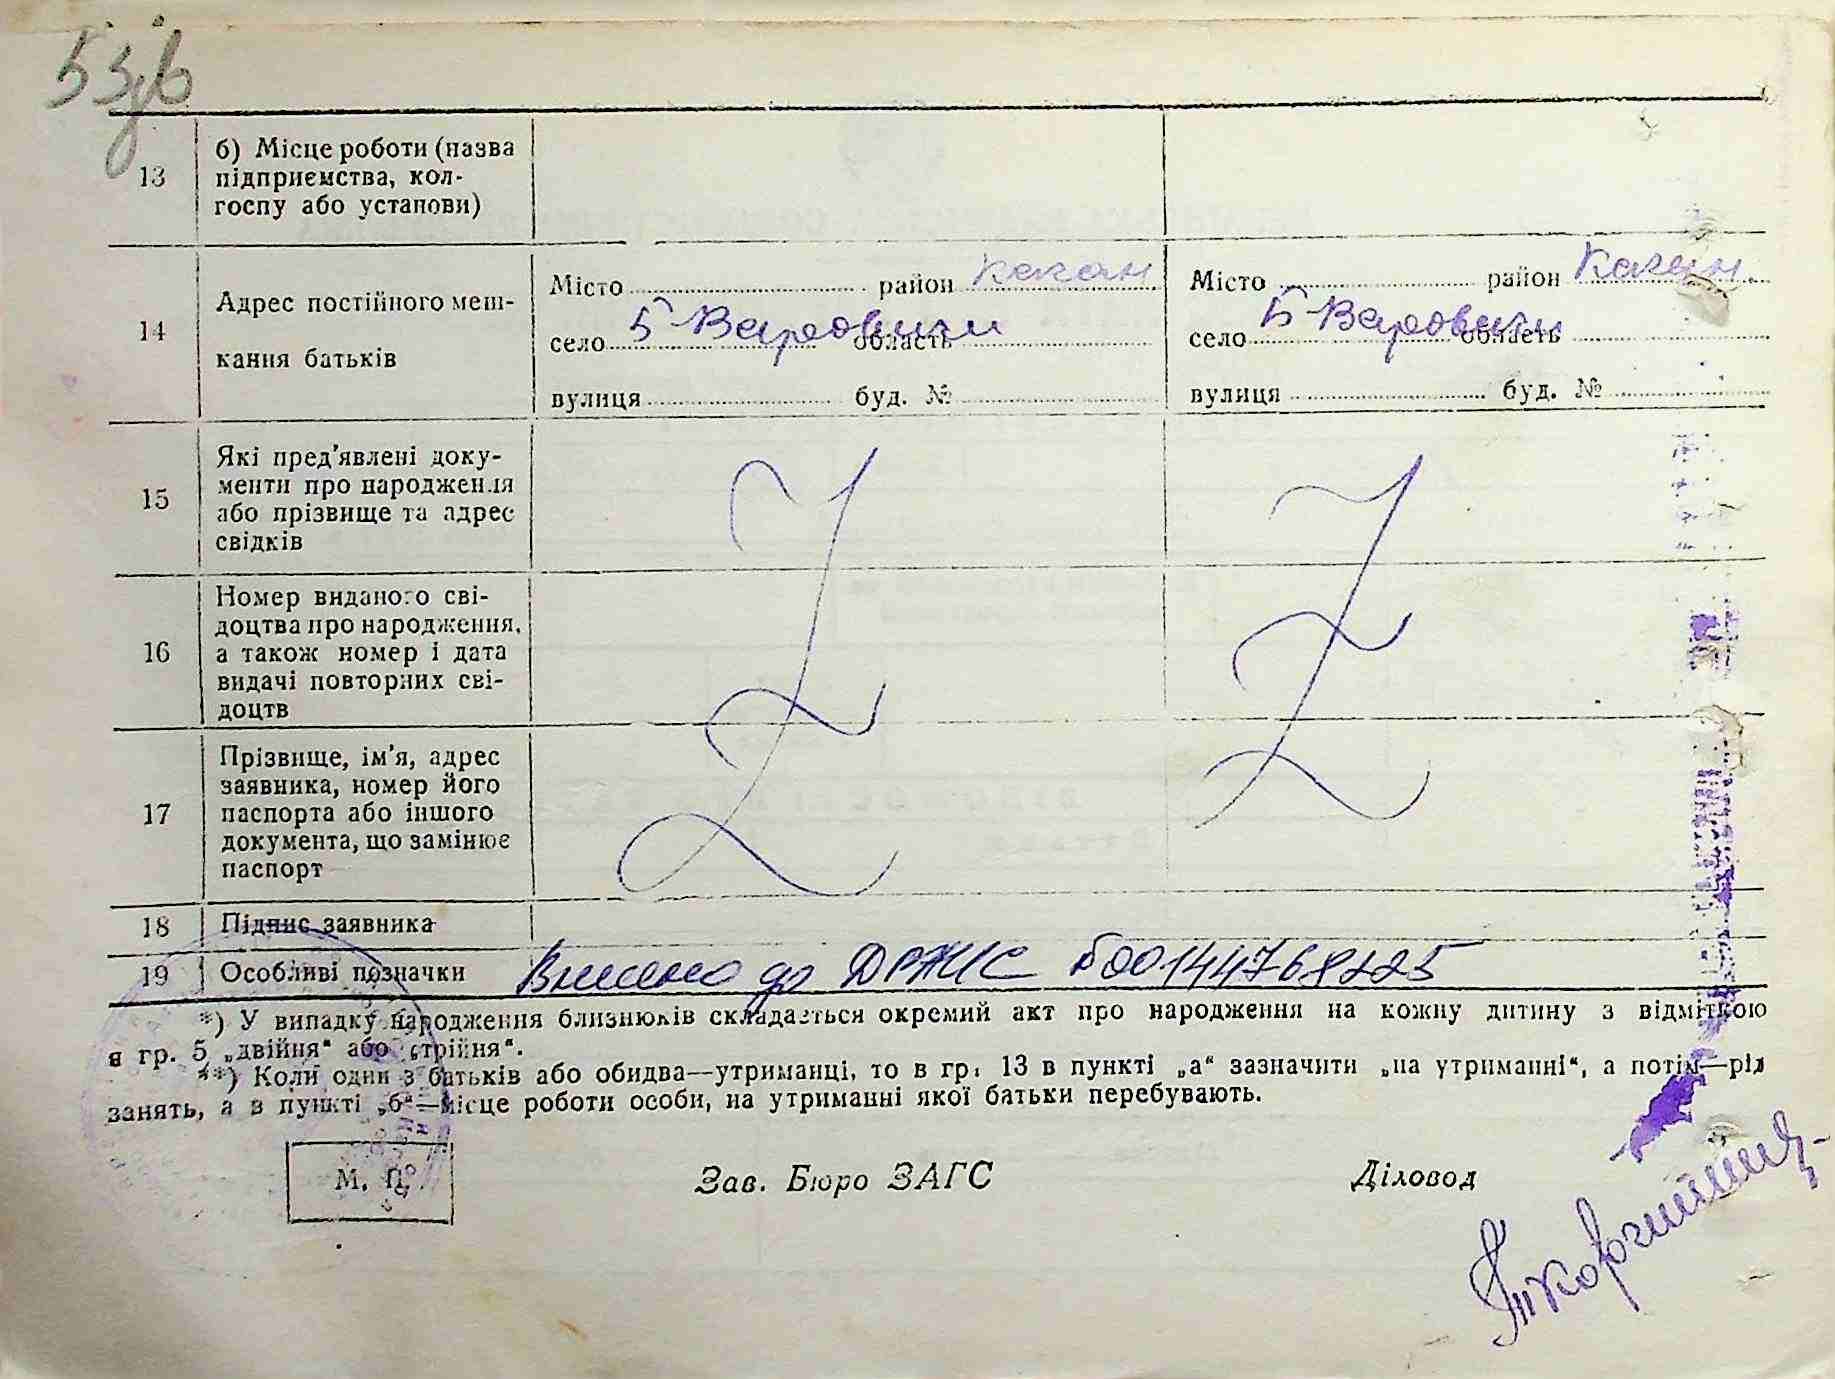 53
13
б) Місце роботи (назва
підприємства, кол-
госпу або установи)
14
Адрес постійного меш-
кання батьків
Місто район Каган
село Б-Вародичи область
вулиця буд. №
Місто район Каган.
село Б-Вародичи область
вулиця буд. №
15
Які пред'явлені доку-
менти про народження
або прізвище та адрес
свідків
16
Номер виданого сві-
доцтва про народження,
а також номер і дата
видачі повторних сві-
доцтв
17
Прізвище, ім'я, адрес
заявника, номер його
паспорта або іншого
документа, що замінює
паспорт
18
Підпис заявника
19
Особливі позначки
Внесено до ДРАЦС 00144768225
*) У випадку народження близнюків складається окремий акт про народження на кожну дитину з відміткою
в гр. 5 „двійня“ або „трійня“.
**) Коли один з батьків або обидва—утриманці, то в гр. 13 в пункті „а“ зазначити „на утриманні“, а потім—рід
занять, а в пункті „б“—місце роботи особи, на утриманні якої батьки перебувають.
М. П.
Зав. Бюро ЗАГС
Діловод